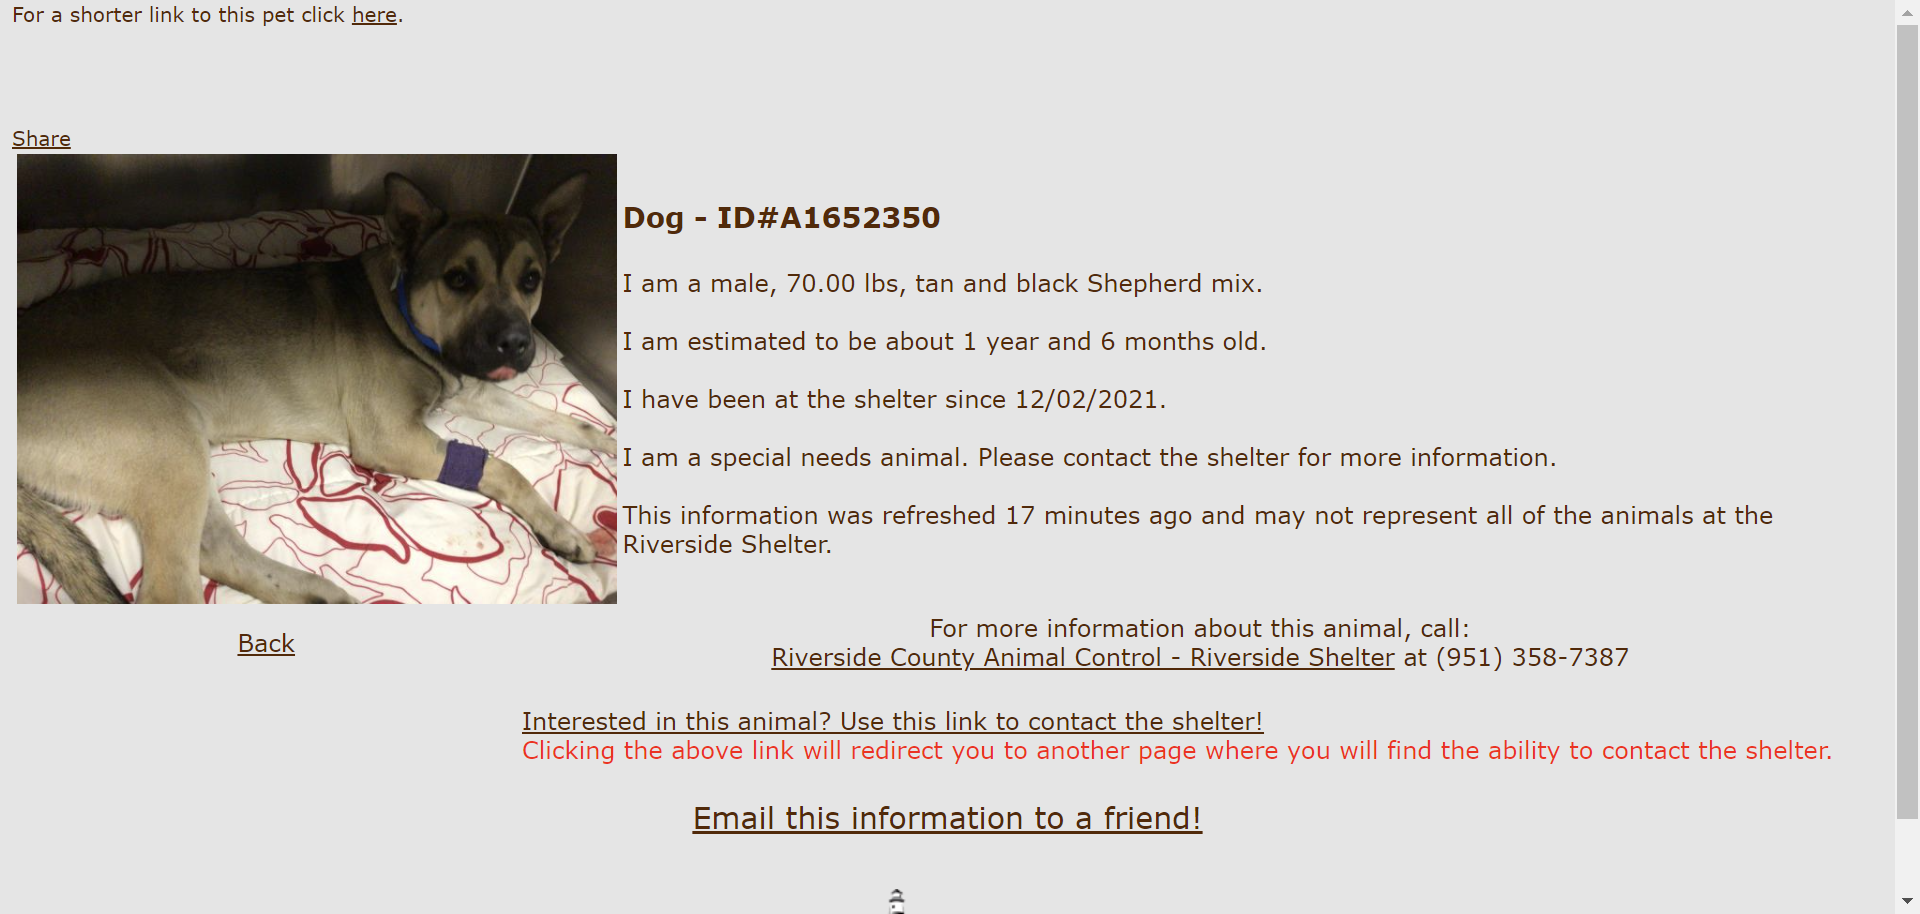 For a shorter link to this pet click here.
Share
Dog - ID#A1652350
I am a male, 70.00 lbs, tan and black Shepherd mix.
I am estimated to be about 1 year and 6 months old.
I have been at the shelter since 12/02/2021.
I am a special needs animal. Please contact the shelter for more information.
This information was refreshed 17 minutes ago and may not represent all of the animals at the
Riverside Shelter.
Back
For more information about this animal, call:
Riverside County Animal Control - Riverside Shelter at (951) 358-7387
Interested in this animal? Use this link to contact the shelter!
Clicking the above link will redirect you to another page where you will find the ability to contact the shelter.
Email this information to a friend!